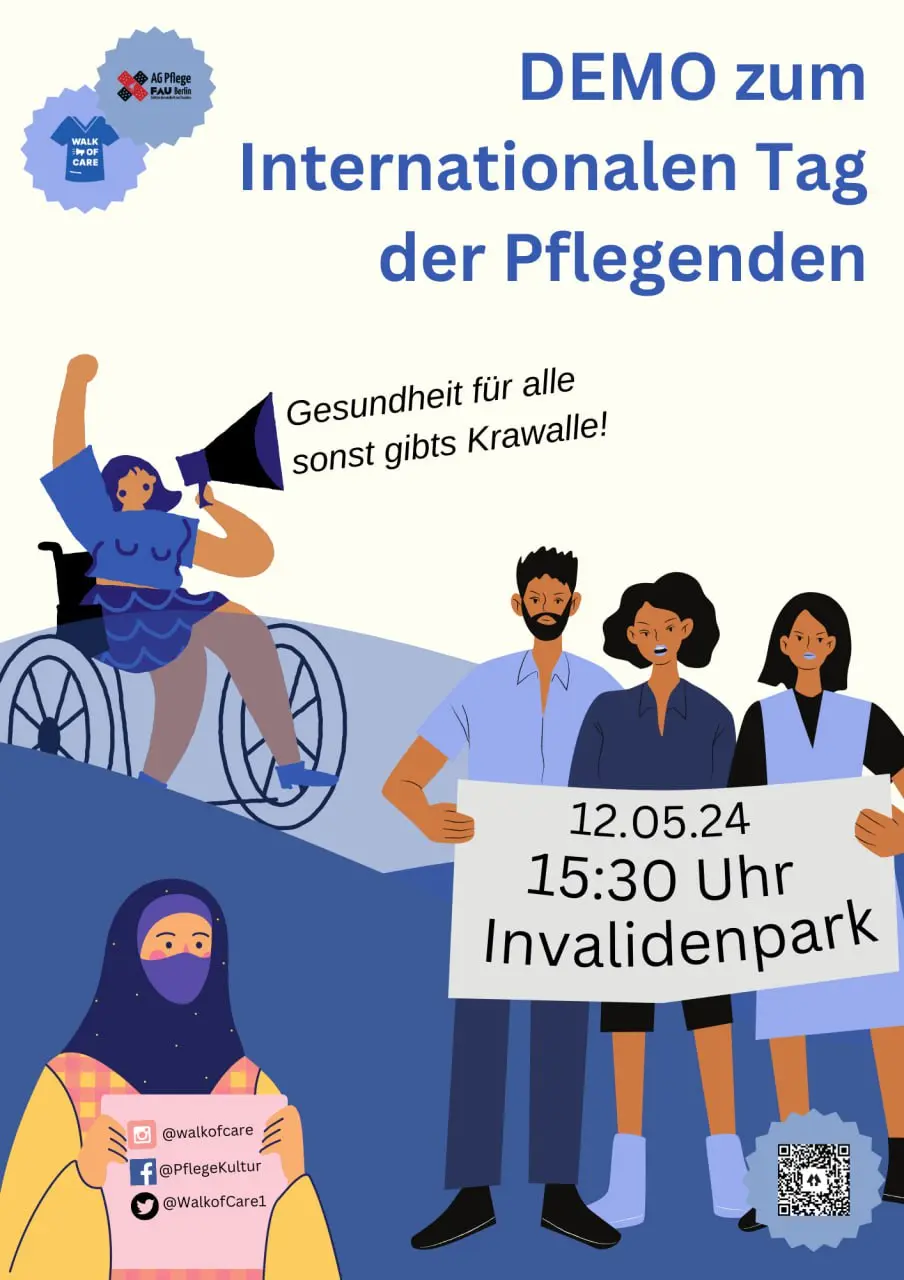 AG Pflege
FAU Berlin
WALK
OF
CARE
DEMO zum
Internationalen Tag
der Pflegenden
Gesundheit für alle
sonst gibts Krawalle!
12.05.24
15:30 Uhr
Invalidenpark
@walkofcare
@PflegeKultur
@WalkofCare1